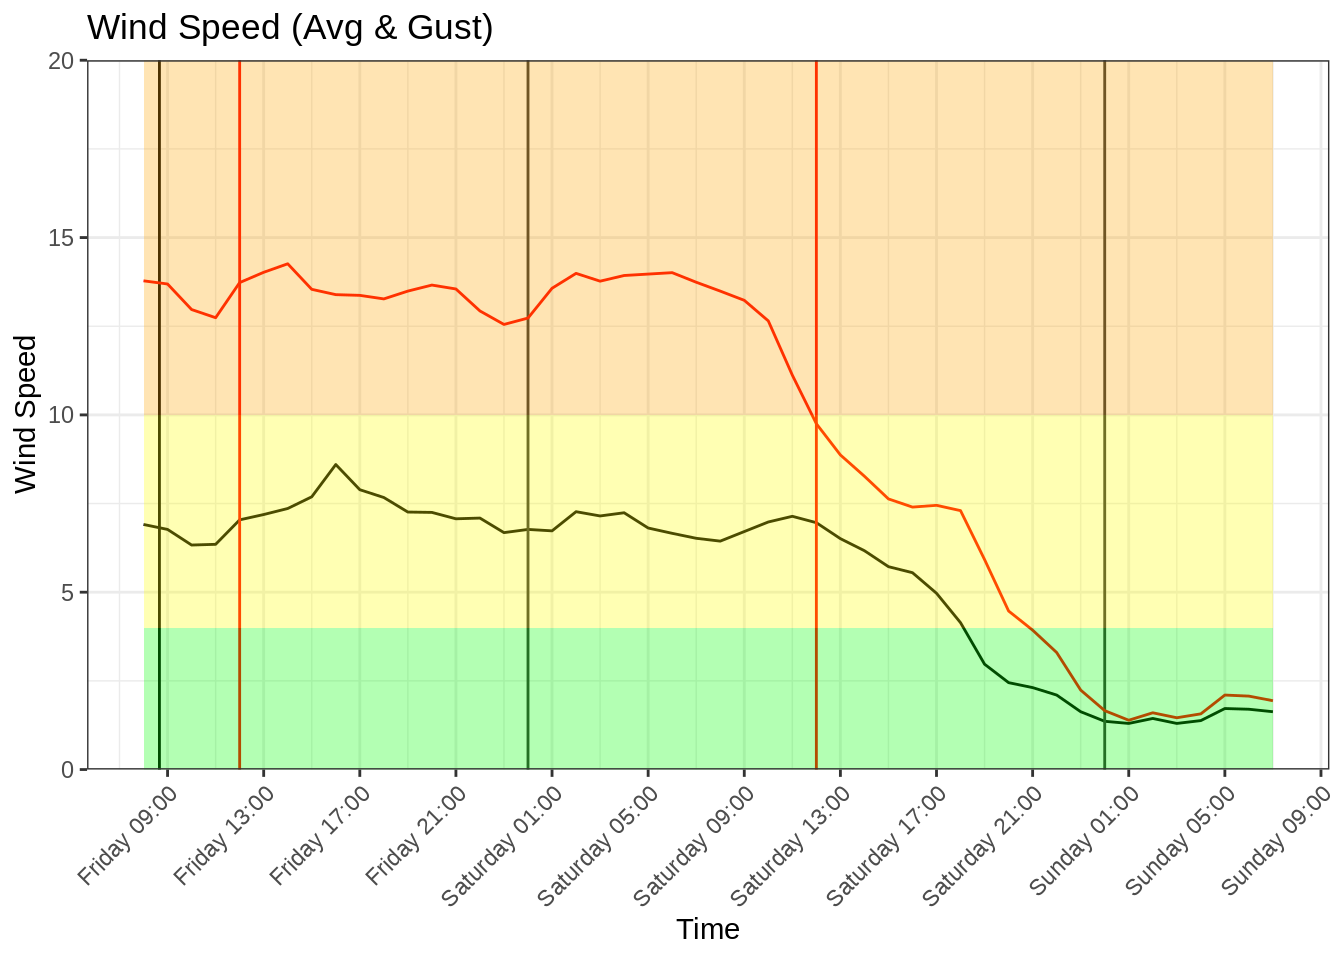 Wind Speed (Avg & Gust)
20
15
10
5
0
Wind Speed
Friday 09:00
Friday 13:00
Friday 17:00
Friday 21:00
Saturday 01:00
Saturday 05:00
Saturday 09:00
Saturday 13:00
Saturday 17:00
Saturday 21:00
Sunday 01:00
Sunday 05:00
Sunday 09:00
Time